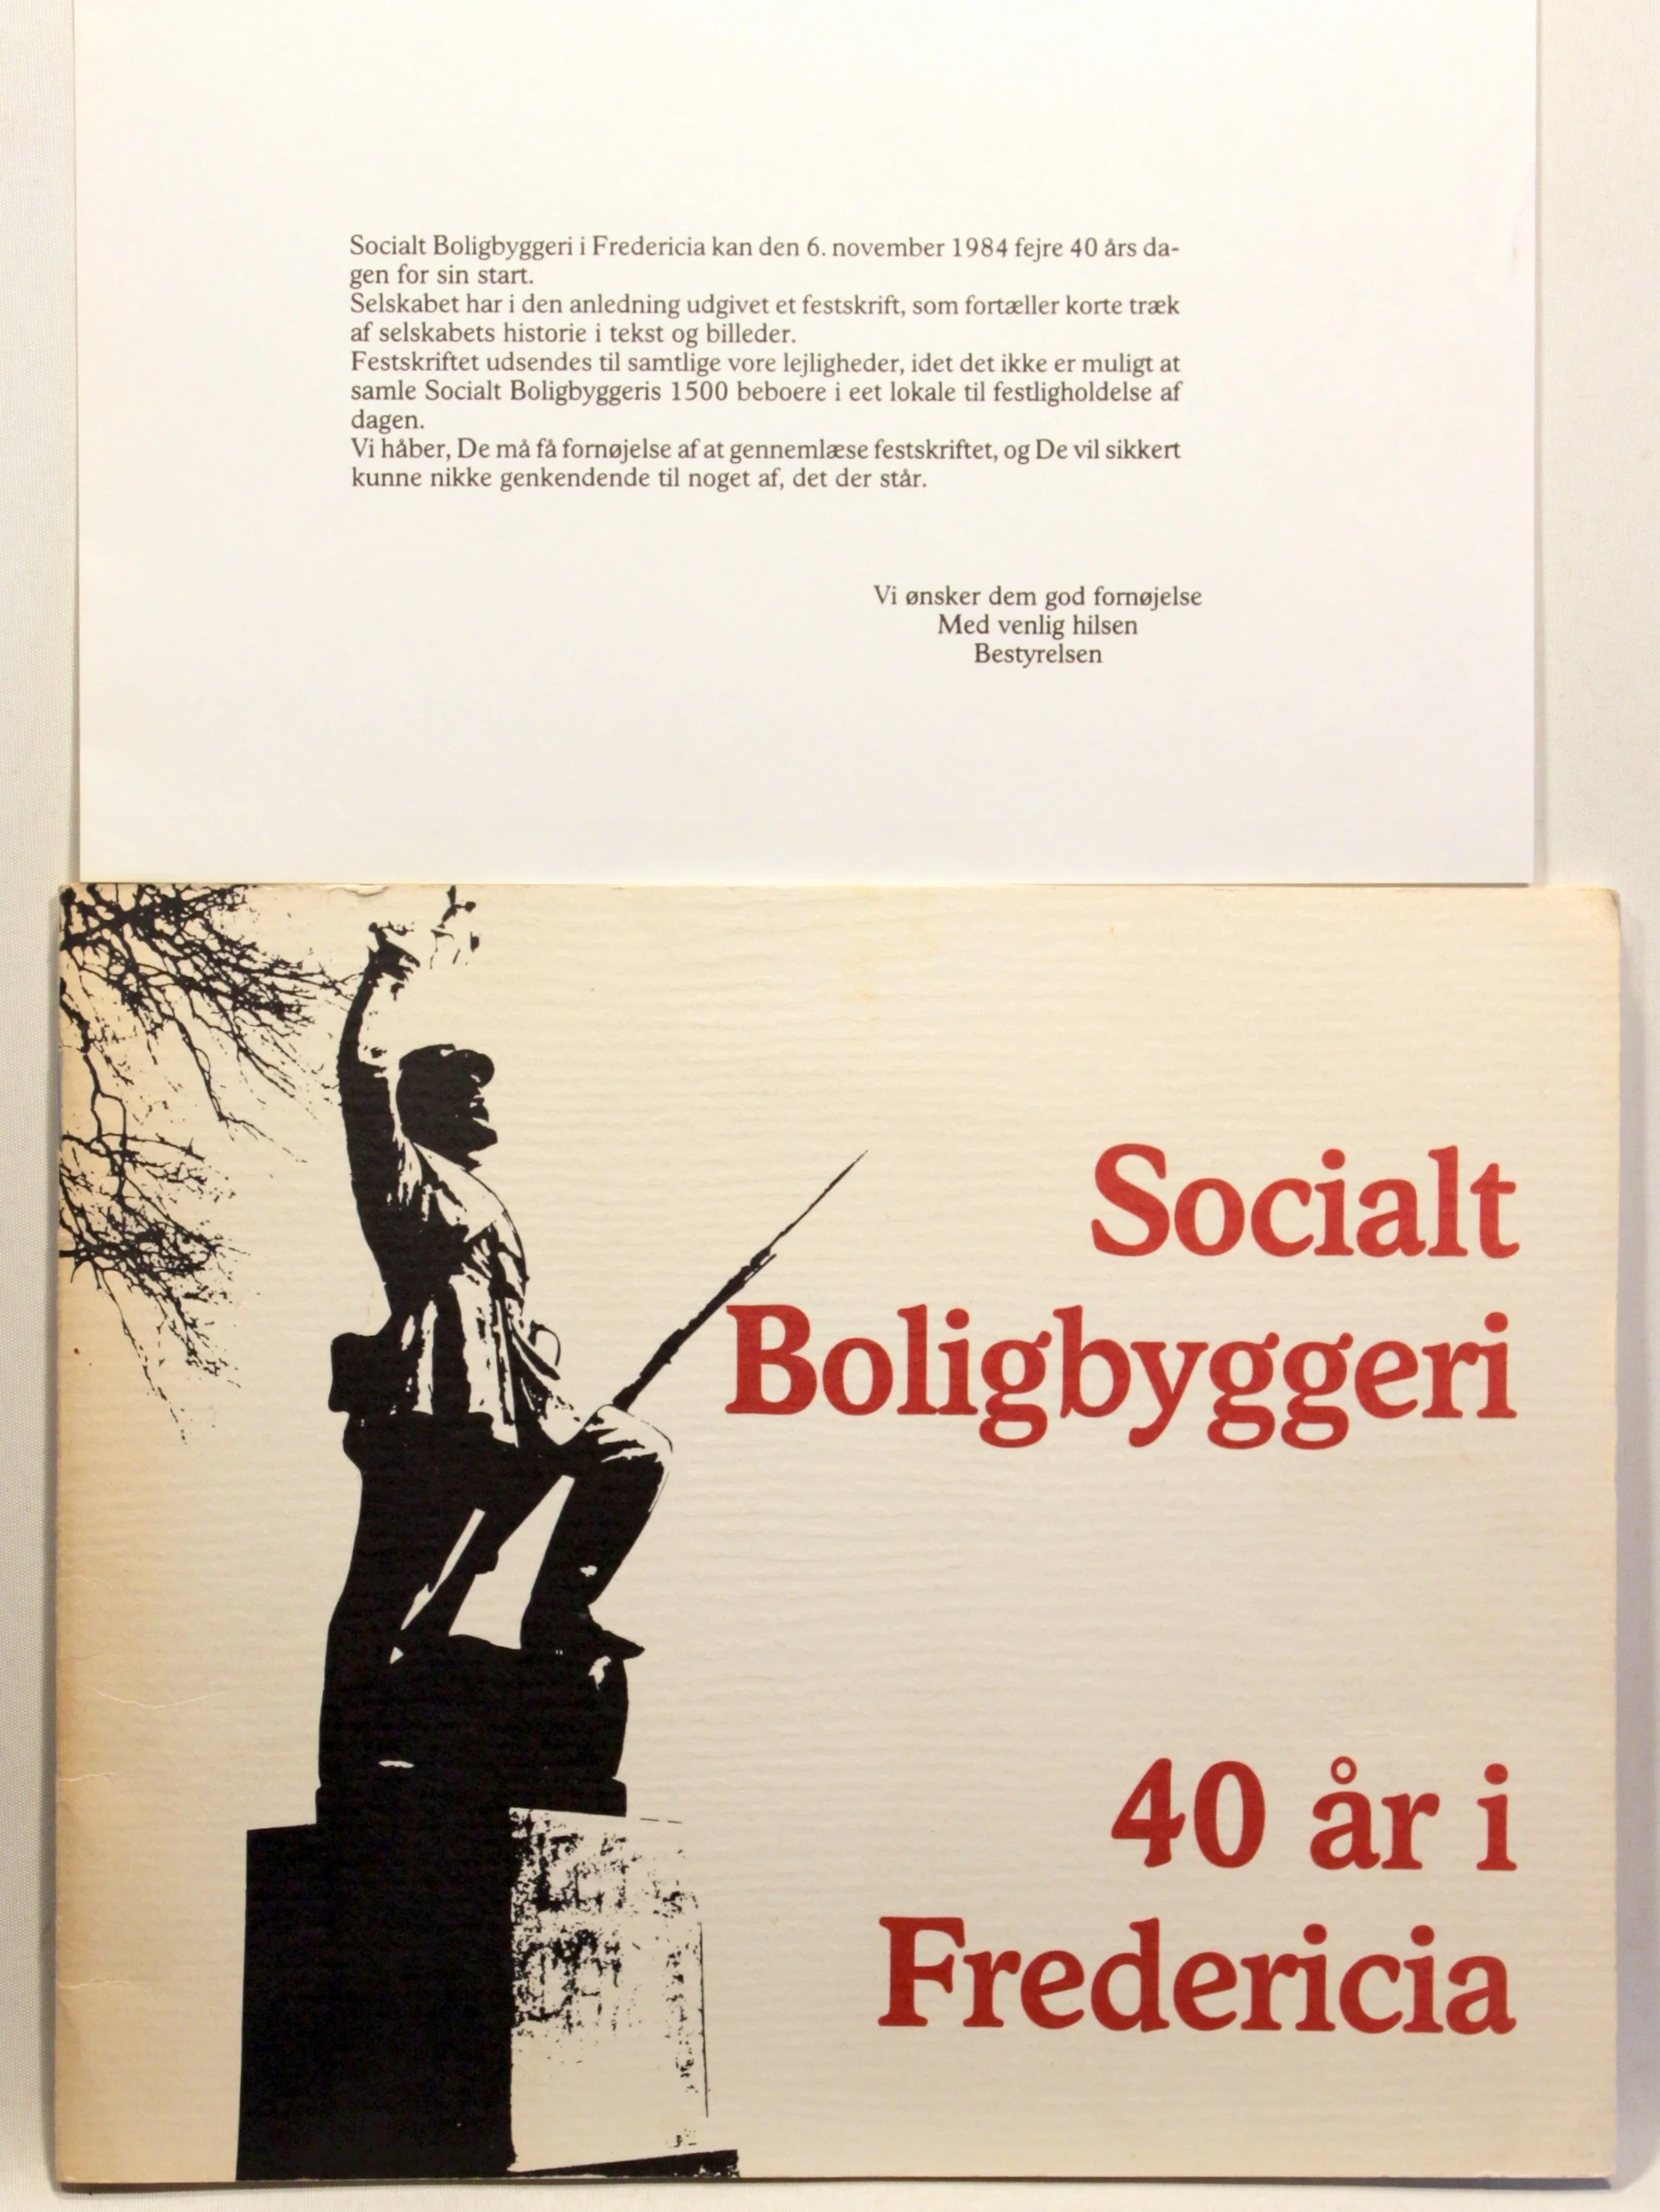 Socialt Boligbyggeri i Fredericia kan den 6. november 1984 fejre 40 års da-
gen for sin start.
Selskabet har i den anledning udgivet et festskrift, som fortæller korte træk
af selskabets historie i tekst og billeder.
Festskriftet udsendes til samtlige vore lejligheder, idet det ikke er muligt at
samle Socialt Boligbyggeris 1500 beboere i eet lokale til festligholdelse af
dagen.
Vi håber, De må få fornøjelse af at gennemlæse festskriftet, og De vil sikkert
kunne nikke genkendende til noget af, det der står.
Vi ønsker dem god fornøjelse
Med venlig hilsen
Bestyrelsen
Socialt
Boligbyggeri
40 år i
Fredericia